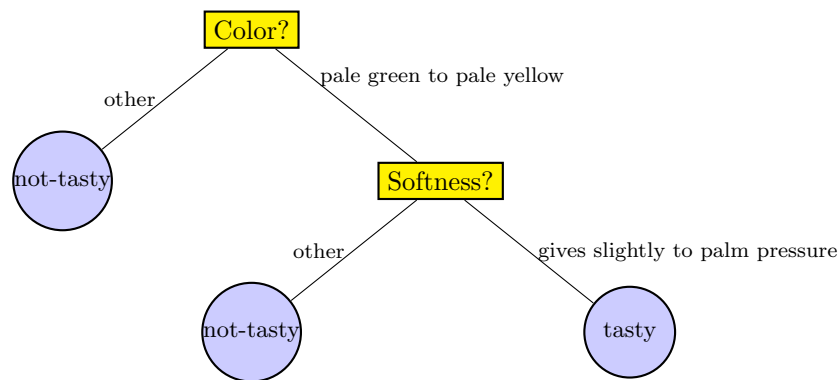 Color?
other
pale green to pale yellow
not-tasty
Softness?
other
gives slightly to palm pressure
not-tasty
tasty